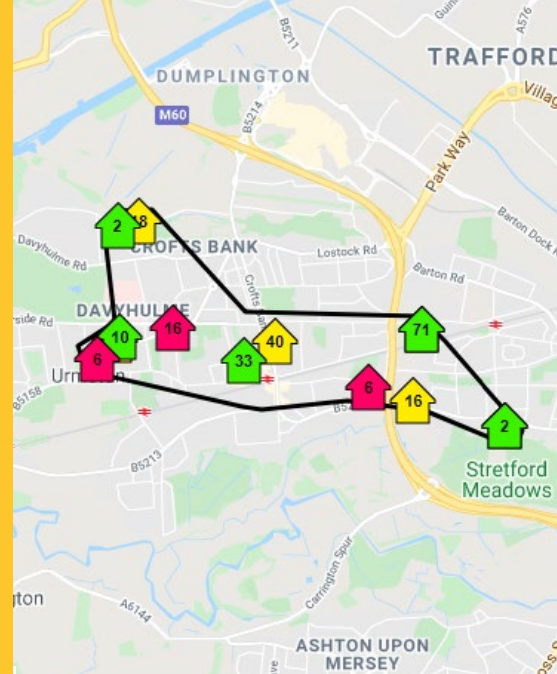 B5211
A576
TRAFFORD
DUMPLINGTON
M60
B5214
Park Way
2
18
CROFTS BANK
Barton Dock R
Davyhulme Rd
Lostock Rd
Barton Rd
DAVYHULME
Crofts
rside Rd
16
10
71
40
33
6
Urm
6
16
2
B5158
B5213
Stretford
Meadows
Carrington Spur
gton
A6144
ASHTON UPON
MERSEY